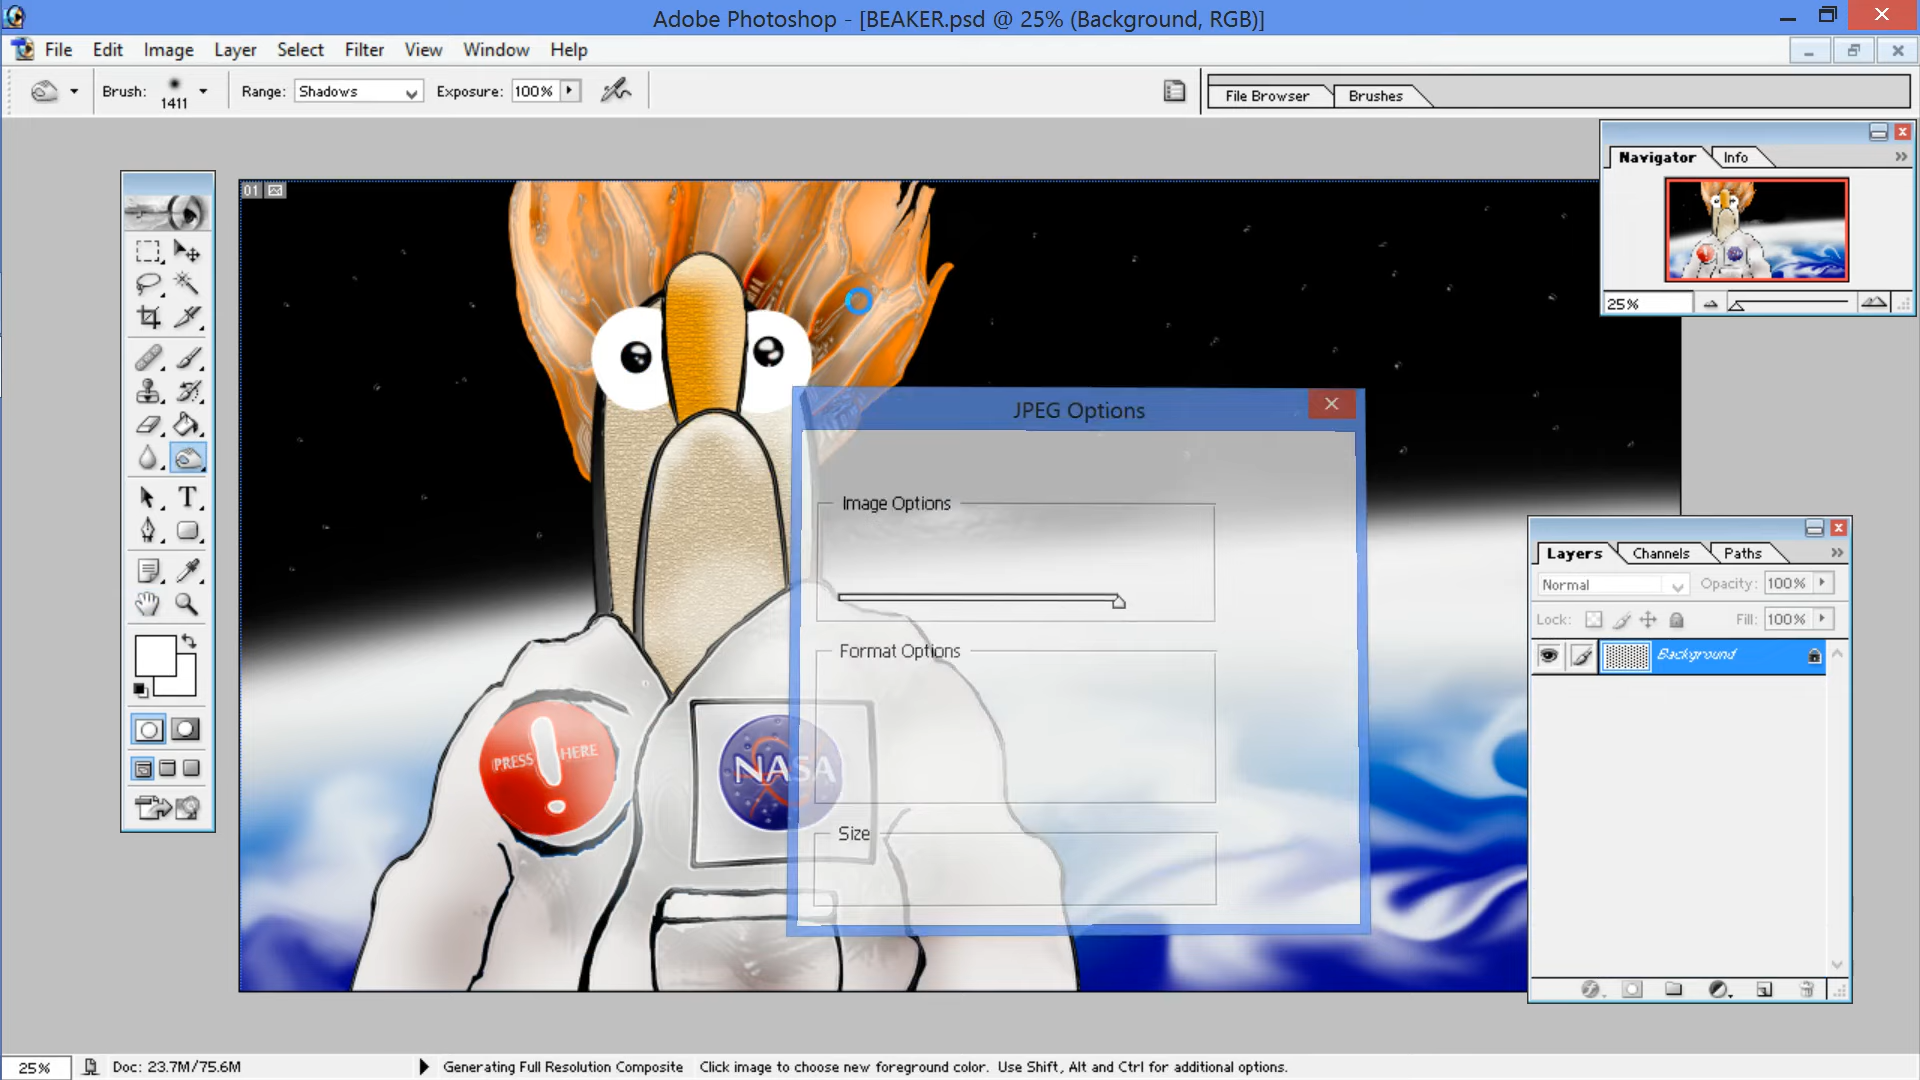 Adobe Photoshop - [BEAKER.psd @ 25% (Background, RGB)]
File Edit Image Layer Select Filter View Window Help
Brush: 1411 Range: Shadows Exposure: 100% File Browser Brushes
Navigator Info
01
25%
JPEG Options
Image Options
Format Options
Size
PRESS ! HERE
NASA
T
Layers Channels Paths
Normal Opacity: 100%
Lock: Fill: 100%
Background
25% Doc: 23.7M/75.6M Generating Full Resolution Composite Click image to choose new foreground color. Use Shift, Alt and Ctrl for additional options.